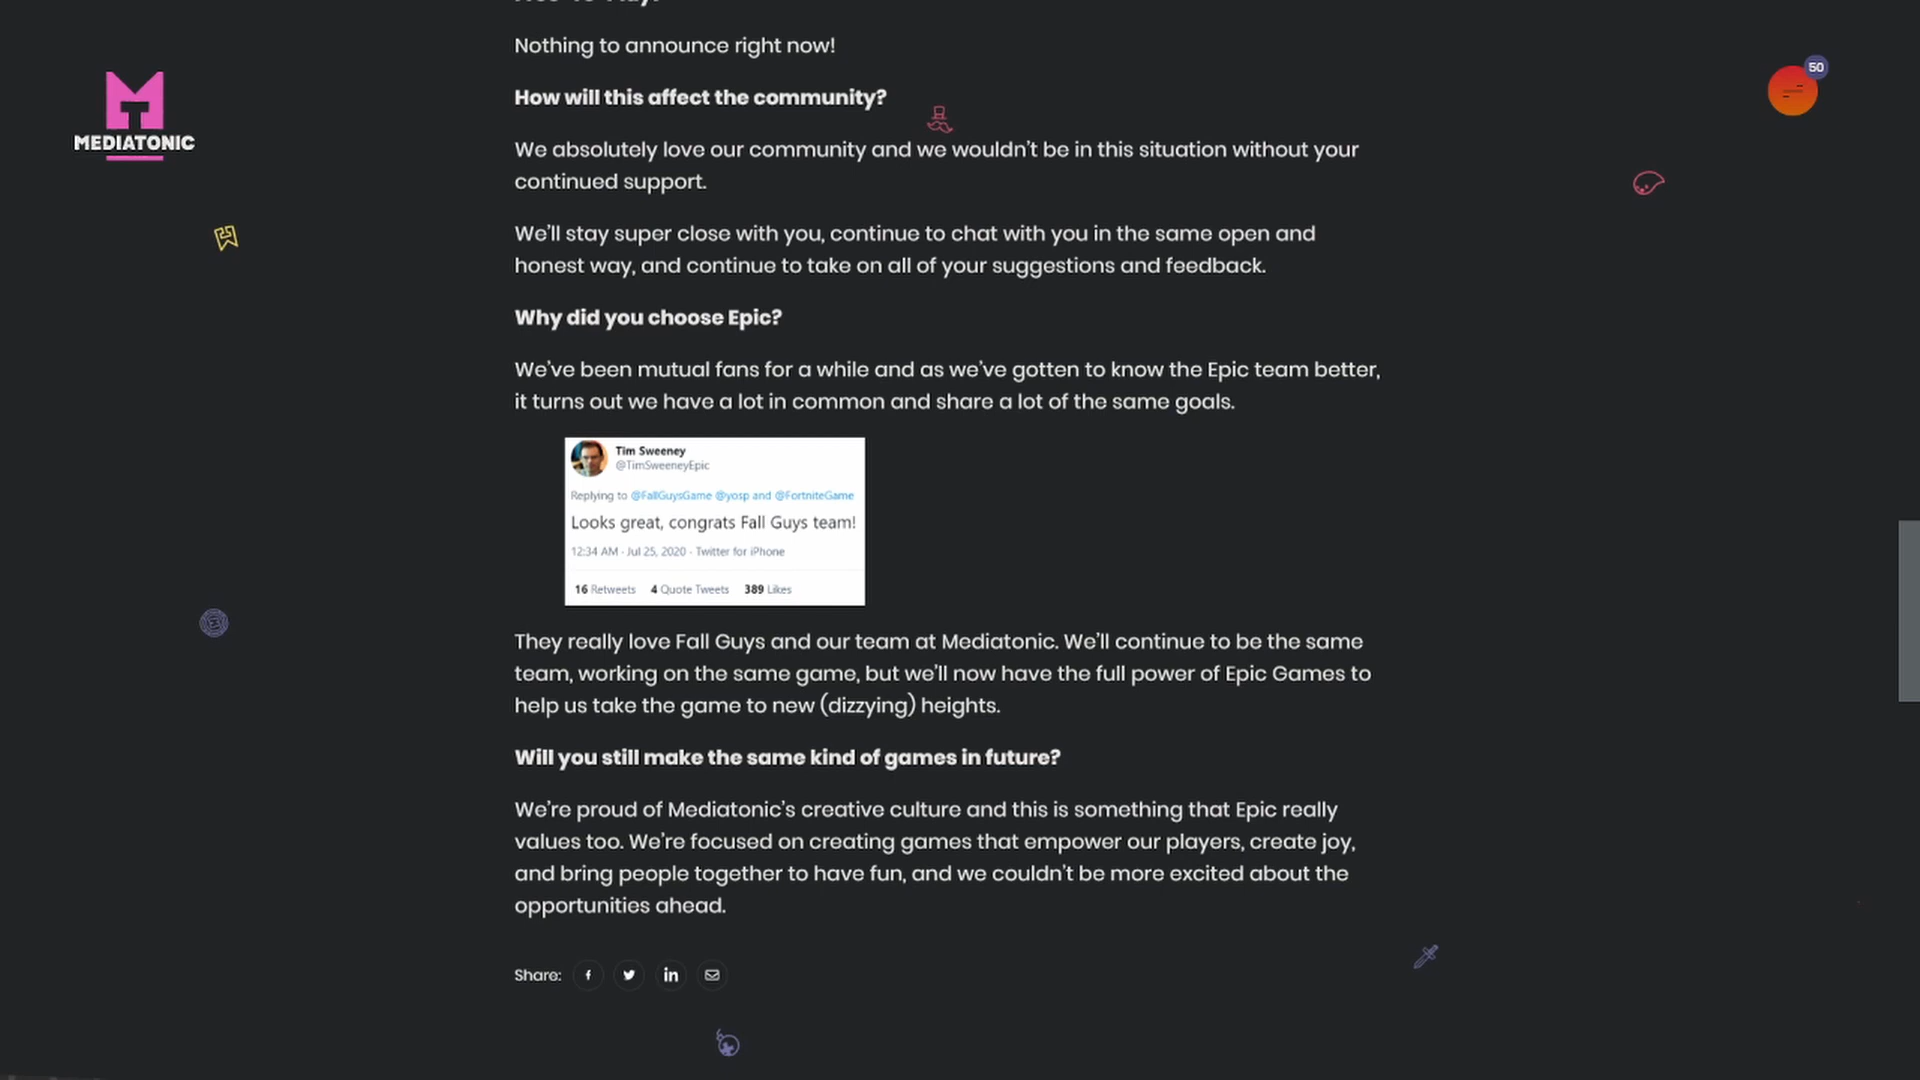 Nothing to announce right now!
MEDIATONIC
50
How will this affect the community?
We absolutely love our community and we wouldn't be in this situation without your
continued support.
We'll stay super close with you, continue to chat with you in the same open and
honest way, and continue to take on all of your suggestions and feedback.
Why did you choose Epic?
We've been mutual fans for a while and as we've gotten to know the Epic team better,
it turns out we have a lot in common and share a lot of the same goals.
Tim Sweeney
@TimSweeneyEpic
Replying to @FallGuysGame @yosp and @FortniteGame
Looks great, congrats Fall Guys team!
12:34 AM · Jul 25, 2020 · Twitter for iPhone
16 Retweets 4 Quote Tweets 389 Likes
They really love Fall Guys and our team at Mediatonic. We'll continue to be the same
team, working on the same game, but we'll now have the full power of Epic Games to
help us take the game to new (dizzying) heights.
Will you still make the same kind of games in future?
We're proud of Mediatonic's creative culture and this is something that Epic really
values too. We're focused on creating games that empower our players, create joy,
and bring people together to have fun, and we couldn't be more excited about the
opportunities ahead.
Share: